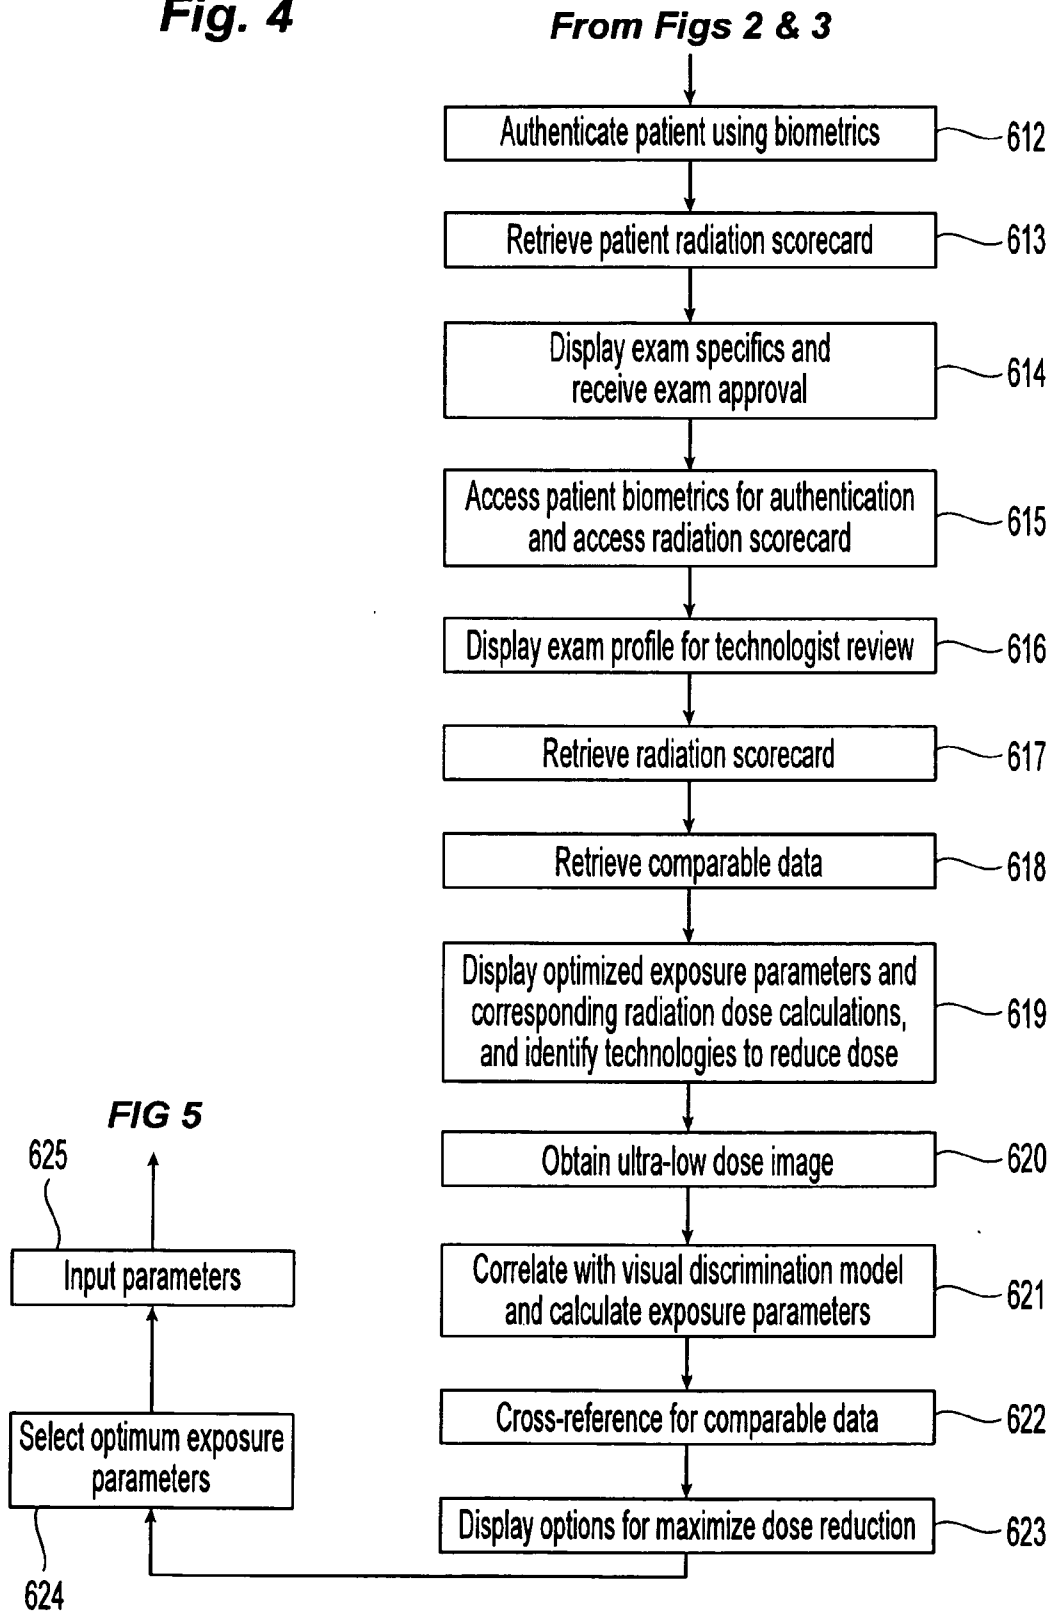 Fig. 4
From Figs 2 & 3
Authenticate patient using biometrics
612
Retrieve patient radiation scorecard
613
Display exam specifics and
receive exam approval
614
Access patient biometrics for authentication
and access radiation scorecard
615
Display exam profile for technologist review
616
Retrieve radiation scorecard
617
Retrieve comparable data
618
Display optimized exposure parameters and
corresponding radiation dose calculations,
and identify technologies to reduce dose
619
Obtain ultra-low dose image
620
Correlate with visual discrimination model
and calculate exposure parameters
621
Cross-reference for comparable data
622
Display options for maximize dose reduction
623
Select optimum exposure
parameters
624
Input parameters
625
FIG 5